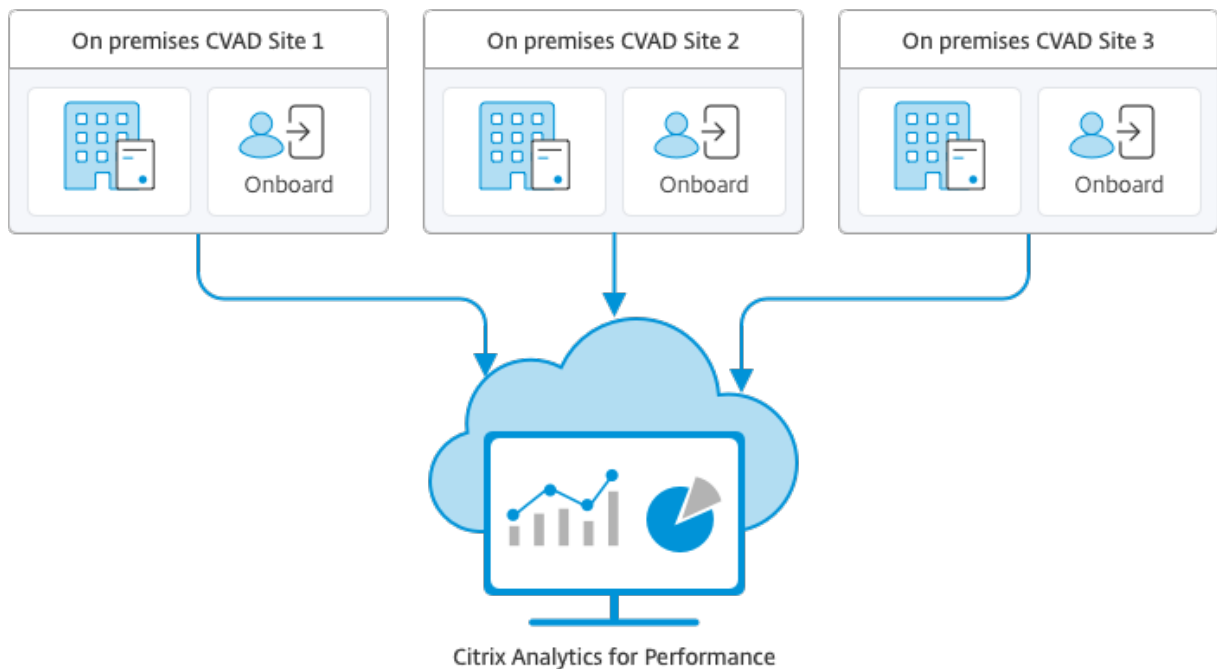 On premises CVAD Site 1
On premises CVAD Site 2
On premises CVAD Site 3
Onboard
Onboard
Onboard
Citrix Analytics for Performance